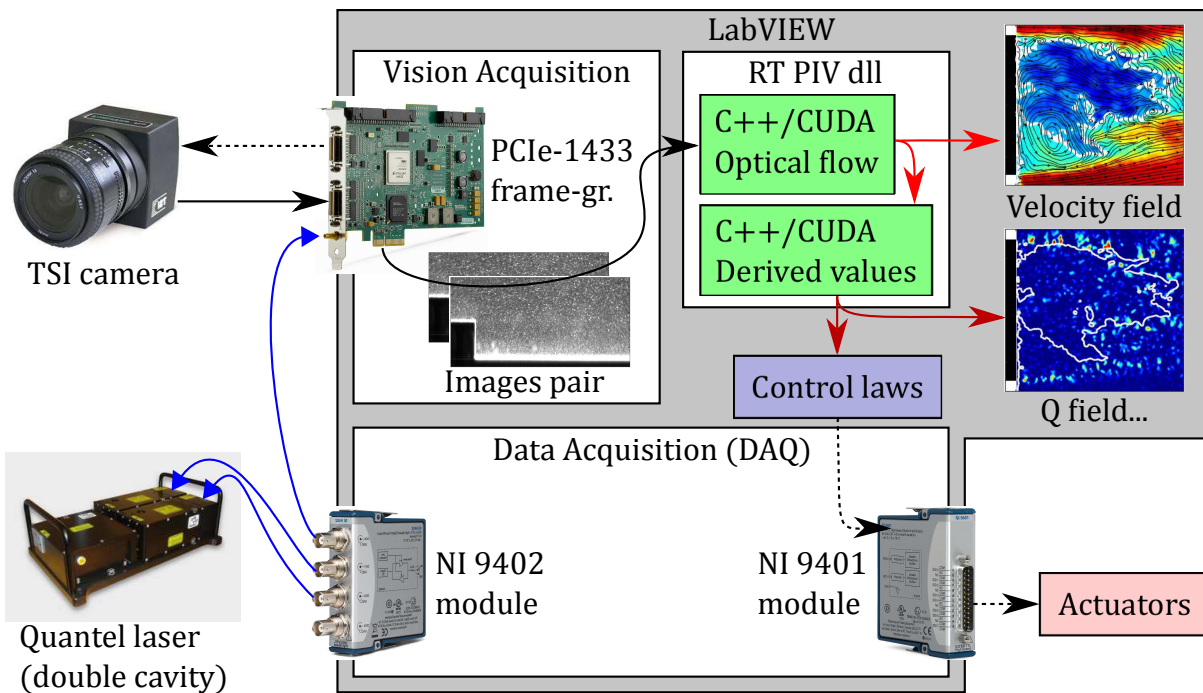 LabVIEW
Vision Acquisition
PCIe-1433
frame-gr.
TSI camera
Images pair
RT PIV dll
C++/CUDA
Optical flow
C++/CUDA
Derived values
Velocity field
Q field...
Control laws
Data Acquisition (DAQ)
NI 9402
module
NI 9401
module
NI 9401
Actuators
Quantel laser
(double cavity)